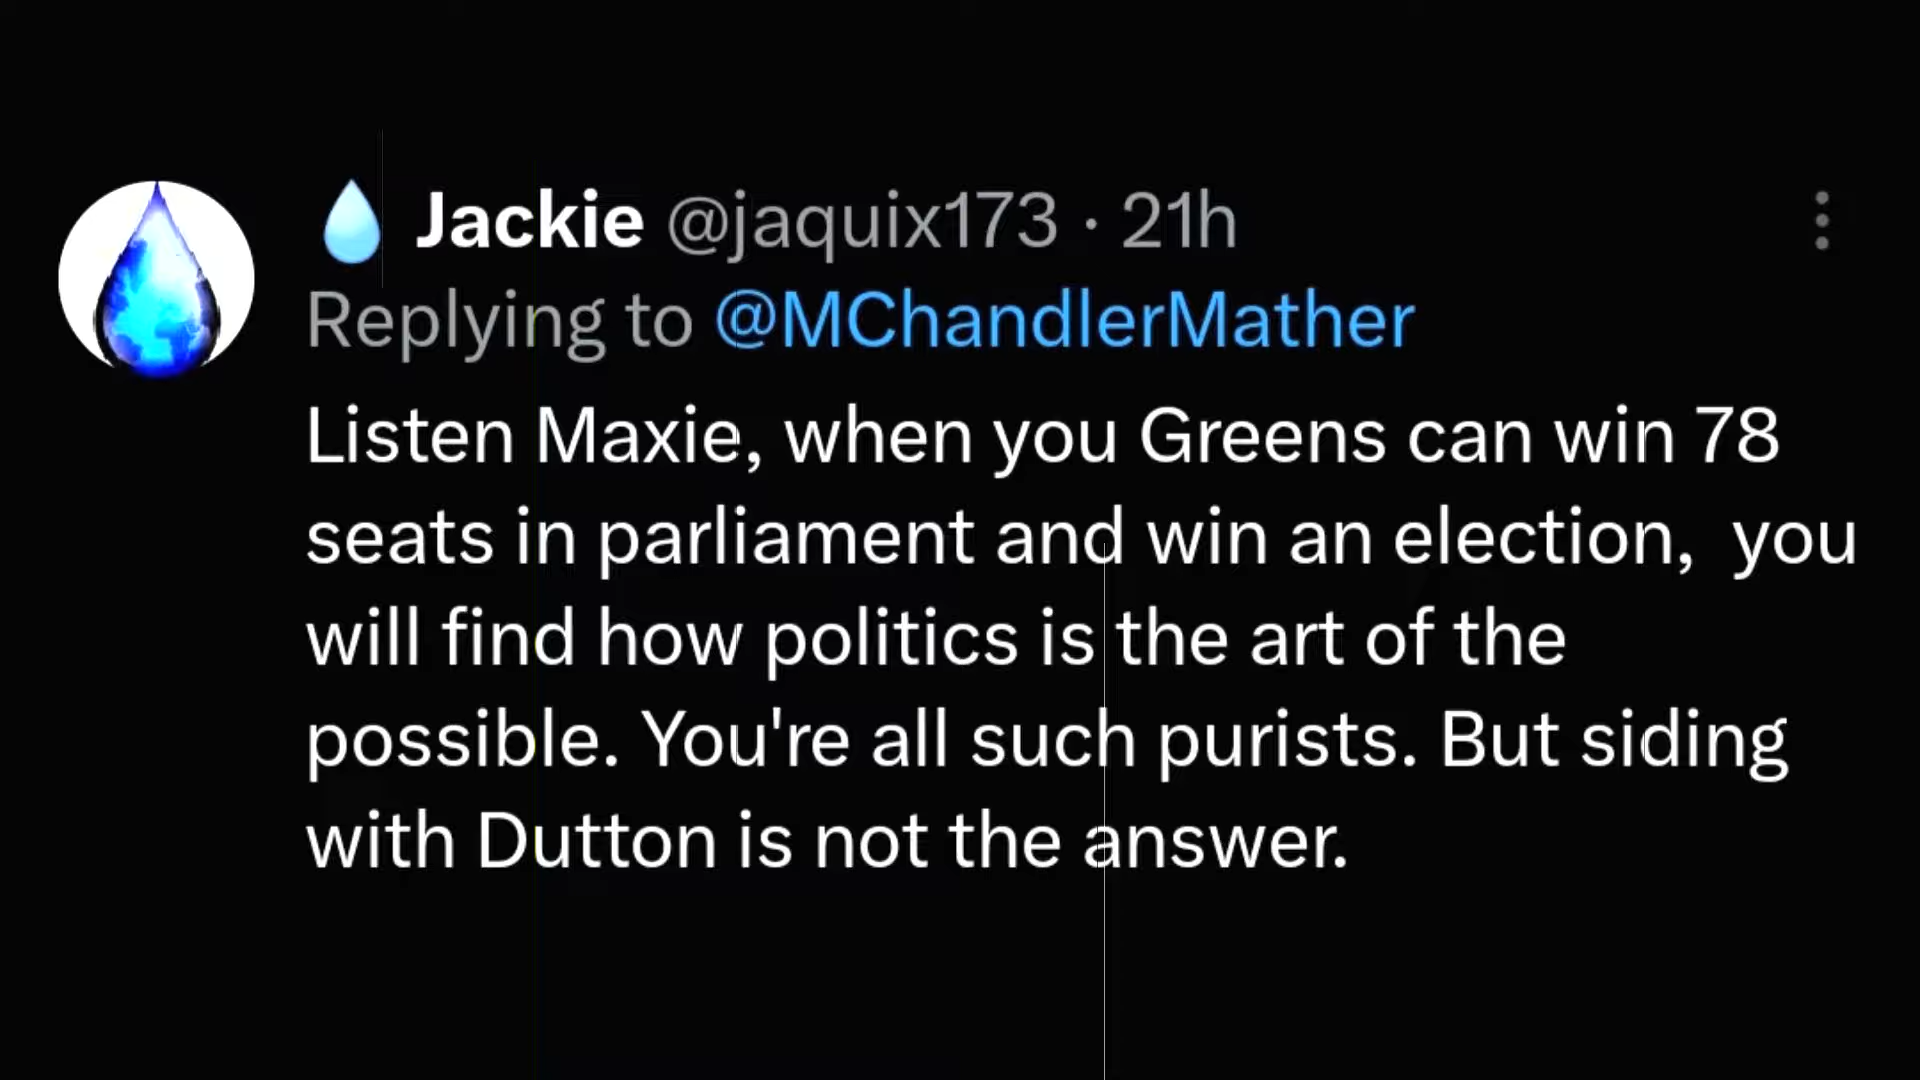 💧 Jackie @jaquix173 · 21h
Replying to @MChandlerMather
Listen Maxie, when you Greens can win 78
seats in parliament and win an election,  you
will find how politics is the art of the
possible. You're all such purists. But siding
with Dutton is not the answer.